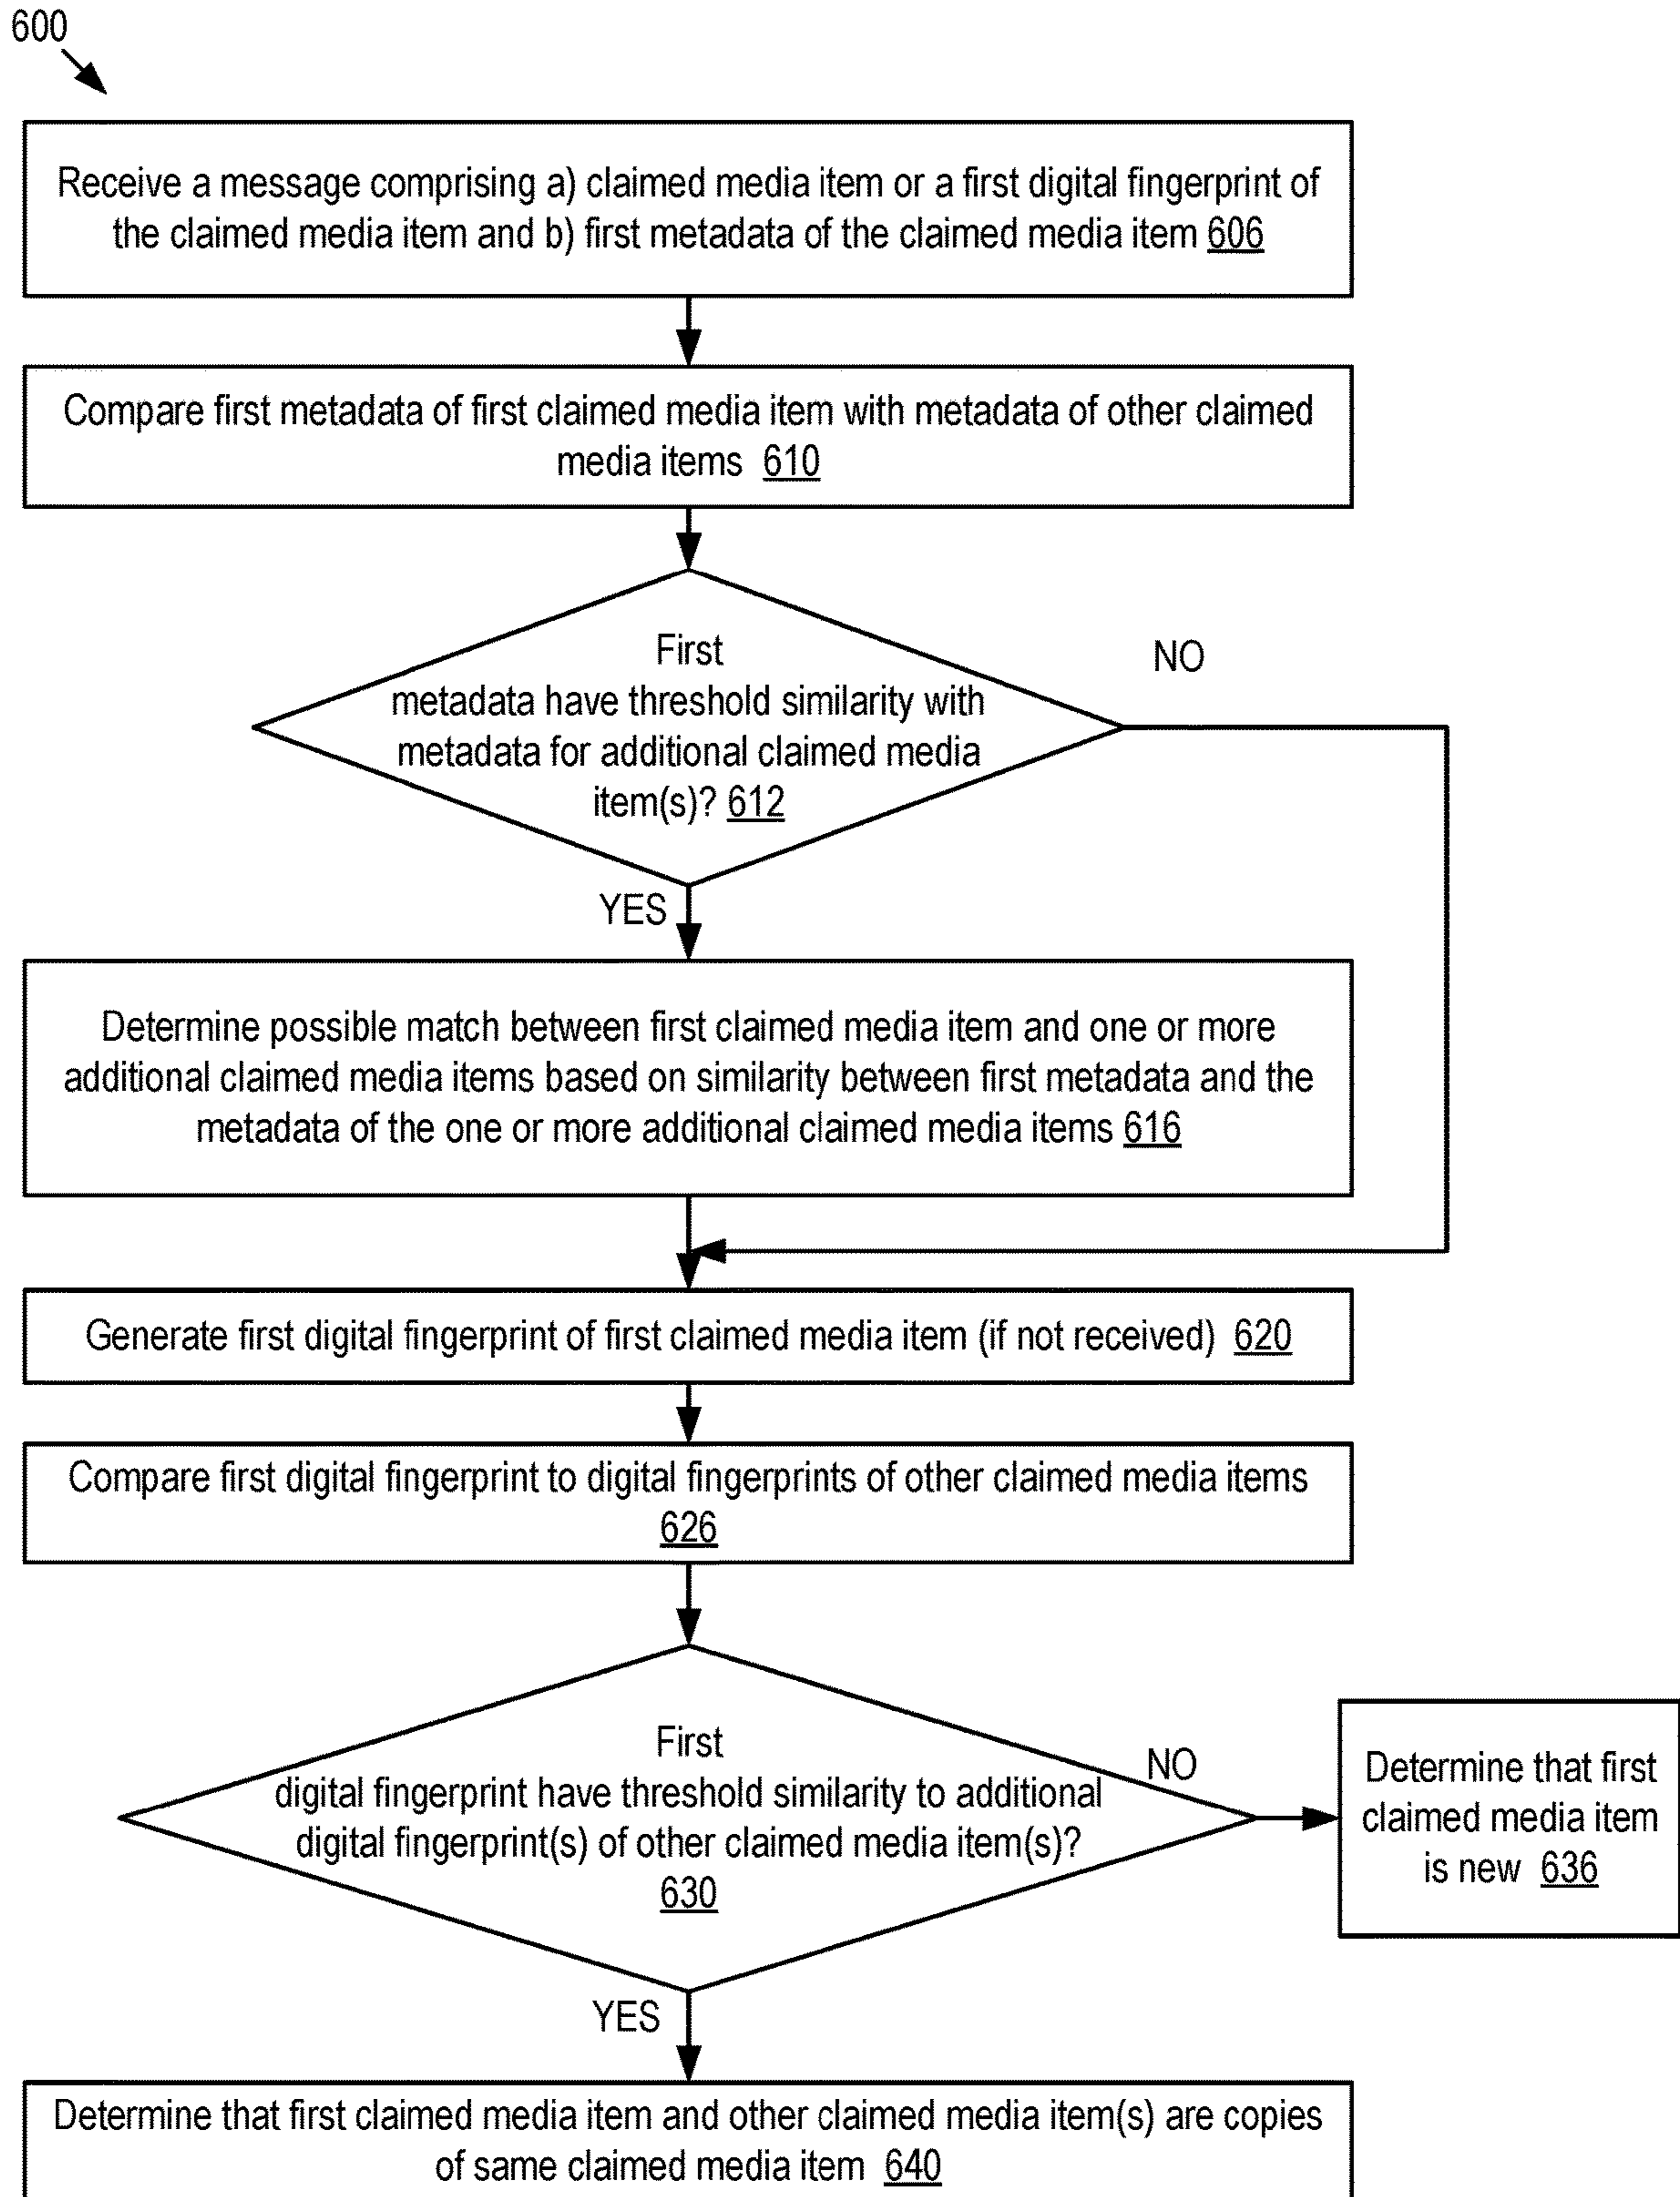 600
Receive a message comprising a) claimed media item or a first digital fingerprint of
the claimed media item and b) first metadata of the claimed media item 606
Compare first metadata of first claimed media item with metadata of other claimed
media items 610
First
metadata have threshold similarity with
metadata for additional claimed media
item(s)? 612
NO
YES
Determine possible match between first claimed media item and one or more
additional claimed media items based on similarity between first metadata and the
metadata of the one or more additional claimed media items 616
Generate first digital fingerprint of first claimed media item (if not received) 620
Compare first digital fingerprint to digital fingerprints of other claimed media items
626
First
digital fingerprint have threshold similarity to additional
digital fingerprint(s) of other claimed media item(s)?
630
NO
Determine that first
claimed media item
is new 636
YES
Determine that first claimed media item and other claimed media item(s) are copies
of same claimed media item 640